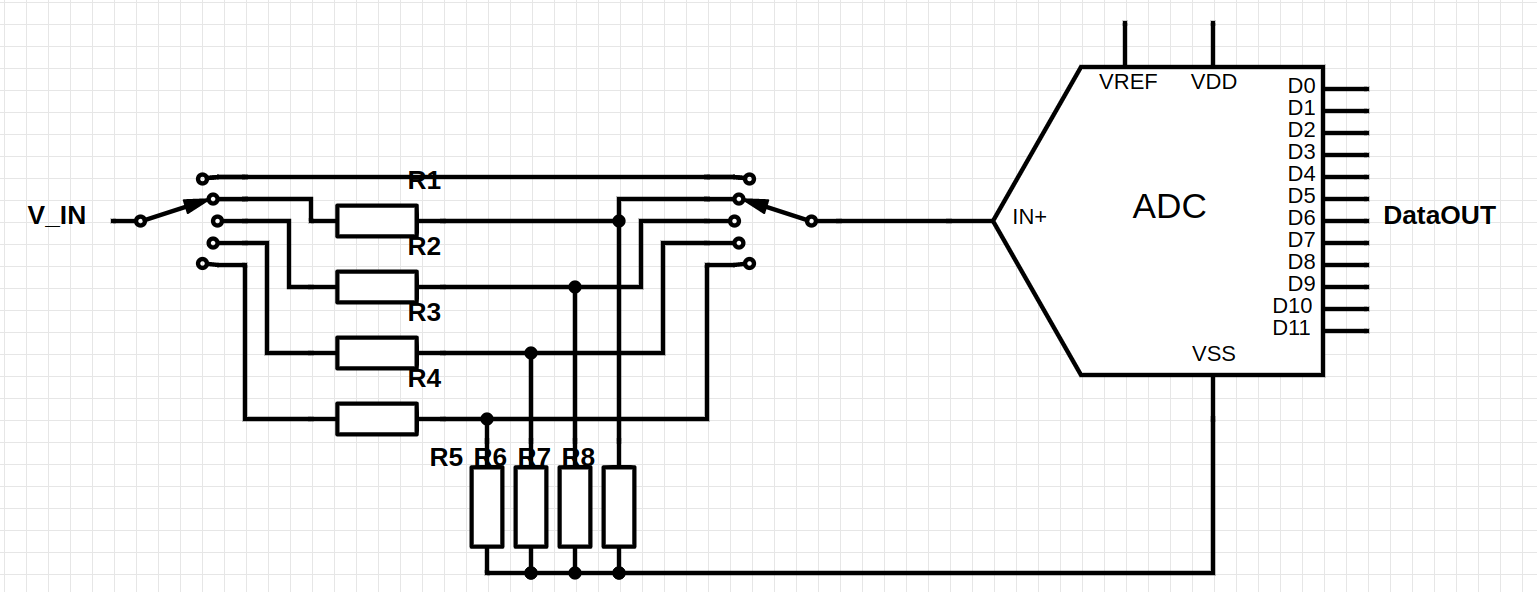 VREF VDD
D0
D1
D2
D3
R1
D4
V_IN
D5
IN+
ADC
D6
DataOUT
R2
D7
D8
D9
R3
D10
D11
VSS
R4
R5 R6 R7 R8